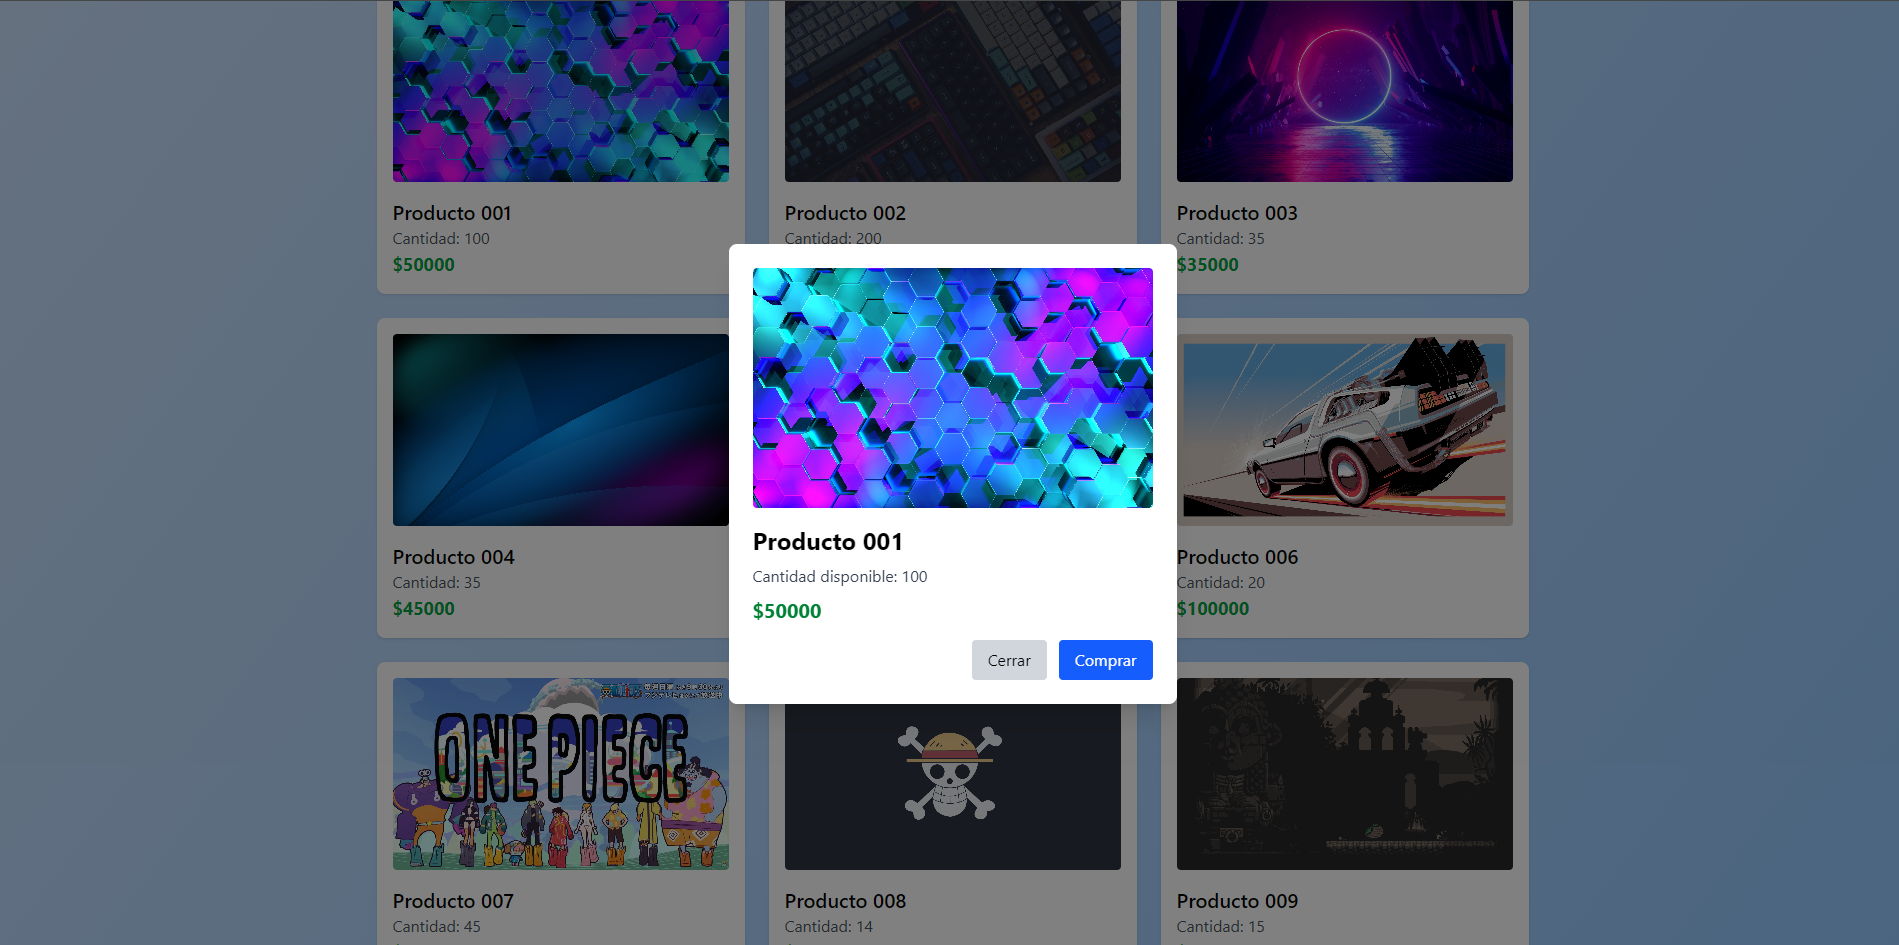 Producto 001
Cantidad: 100
$50000
Producto 002
Cantidad: 200
Producto 003
Cantidad: 35
$35000
Producto 001
Cantidad disponible: 100
$50000
Cerrar
Comprar
Producto 004
Cantidad: 35
$45000
Producto 006
Cantidad: 20
$100000
ONE PIECE
Producto 007
Cantidad: 45
Producto 008
Cantidad: 14
Producto 009
Cantidad: 15